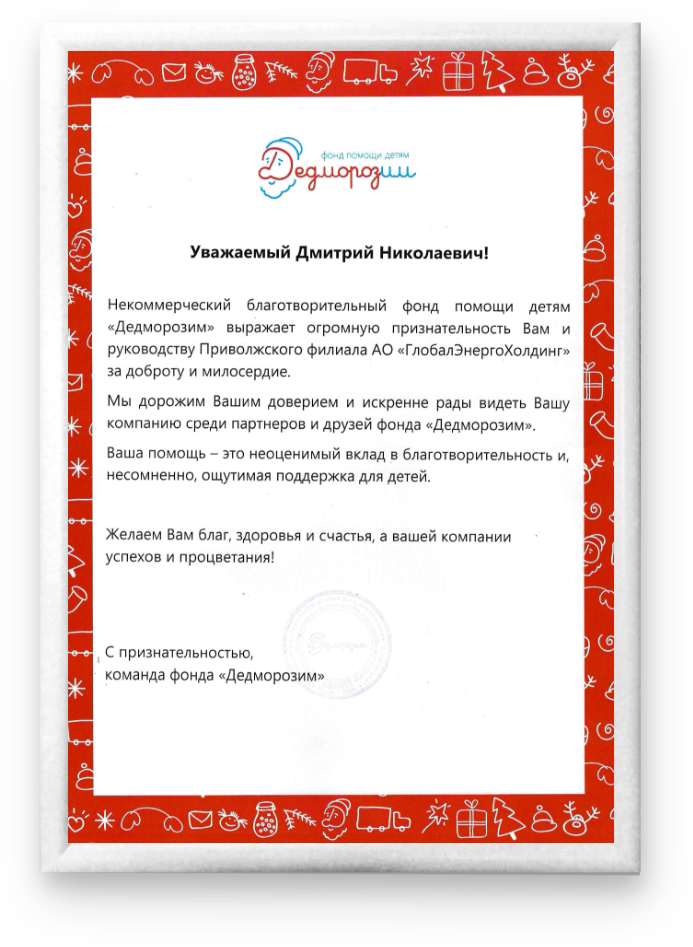 фонд помощи детям
Дедморозим
Уважаемый Дмитрий Николаевич!
Некоммерческий благотворительный фонд помощи детям
«Дедморозим» выражает огромную признательность Вам и
руководству Приволжского филиала АО «ГлобалЭнергоХолдинг»
за доброту и милосердие.
Мы дорожим Вашим доверием и искренне рады видеть Вашу
компанию среди партнеров и друзей фонда «Дедморозим».
Ваша помощь – это неоценимый вклад в благотворительность и,
несомненно, ощутимая поддержка для детей.
Желаем Вам благ, здоровья и счастья, а вашей компании
успехов и процветания!
С признательностью,
команда фонда «Дедморозим»
Дедморозим